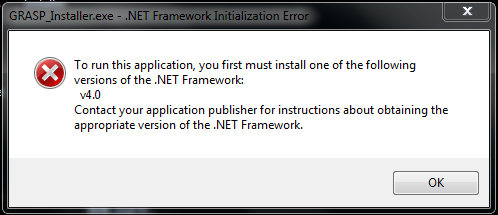 GRASP_Installer.exe - .NET Framework Initialization Error
To run this application, you first must install one of the following
versions of the .NET Framework:
v4.0
Contact your application publisher for instructions about obtaining the
appropriate version of the .NET Framework.
OK